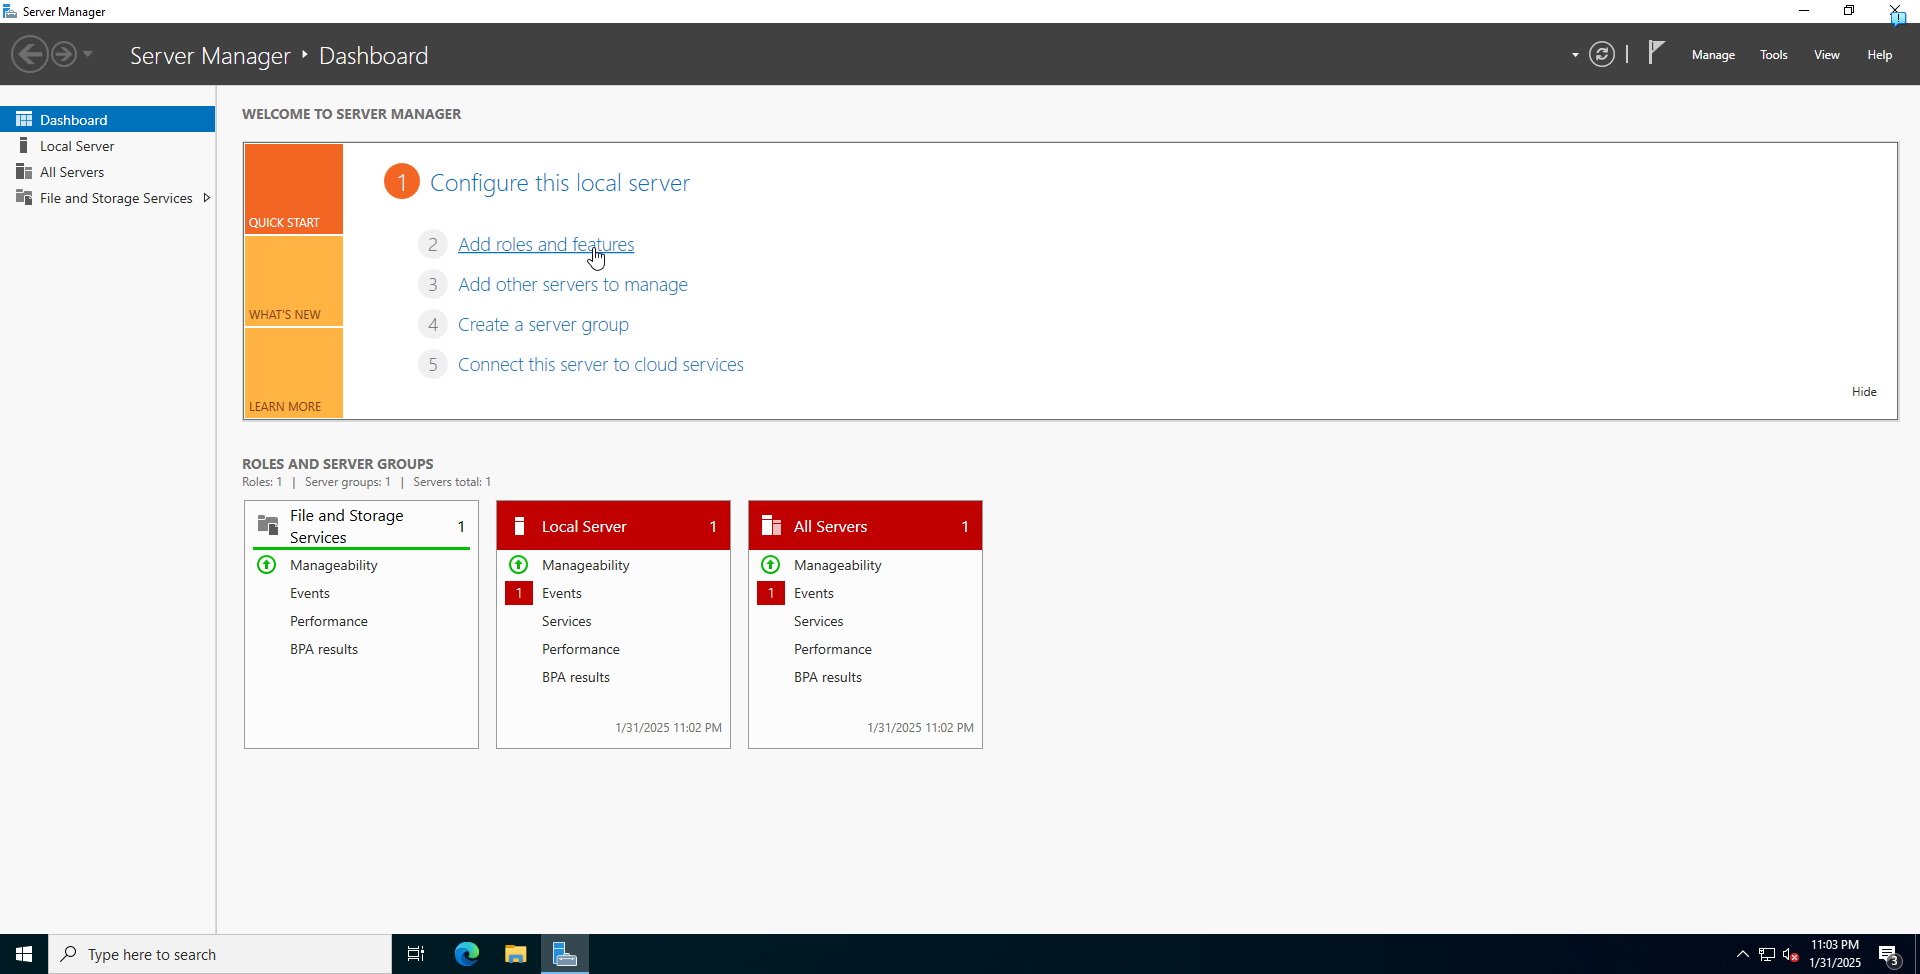 Server Manager
Server Manager ‣ Dashboard
Manage
Tools
View
Help
Dashboard
Local Server
All Servers
File and Storage Services
WELCOME TO SERVER MANAGER
QUICK START
WHAT'S NEW
LEARN MORE
1 Configure this local server
2 Add roles and features
3 Add other servers to manage
4 Create a server group
5 Connect this server to cloud services
Hide
ROLES AND SERVER GROUPS
Roles: 1 | Server groups: 1 | Servers total: 1
File and Storage
Services
1
Manageability
Events
Performance
BPA results
Local Server 1
Manageability
1 Events
Services
Performance
BPA results
1/31/2025 11:02 PM
All Servers 1
Manageability
1 Events
Services
Performance
BPA results
1/31/2025 11:02 PM
Type here to search
11:03 PM
1/31/2025
3